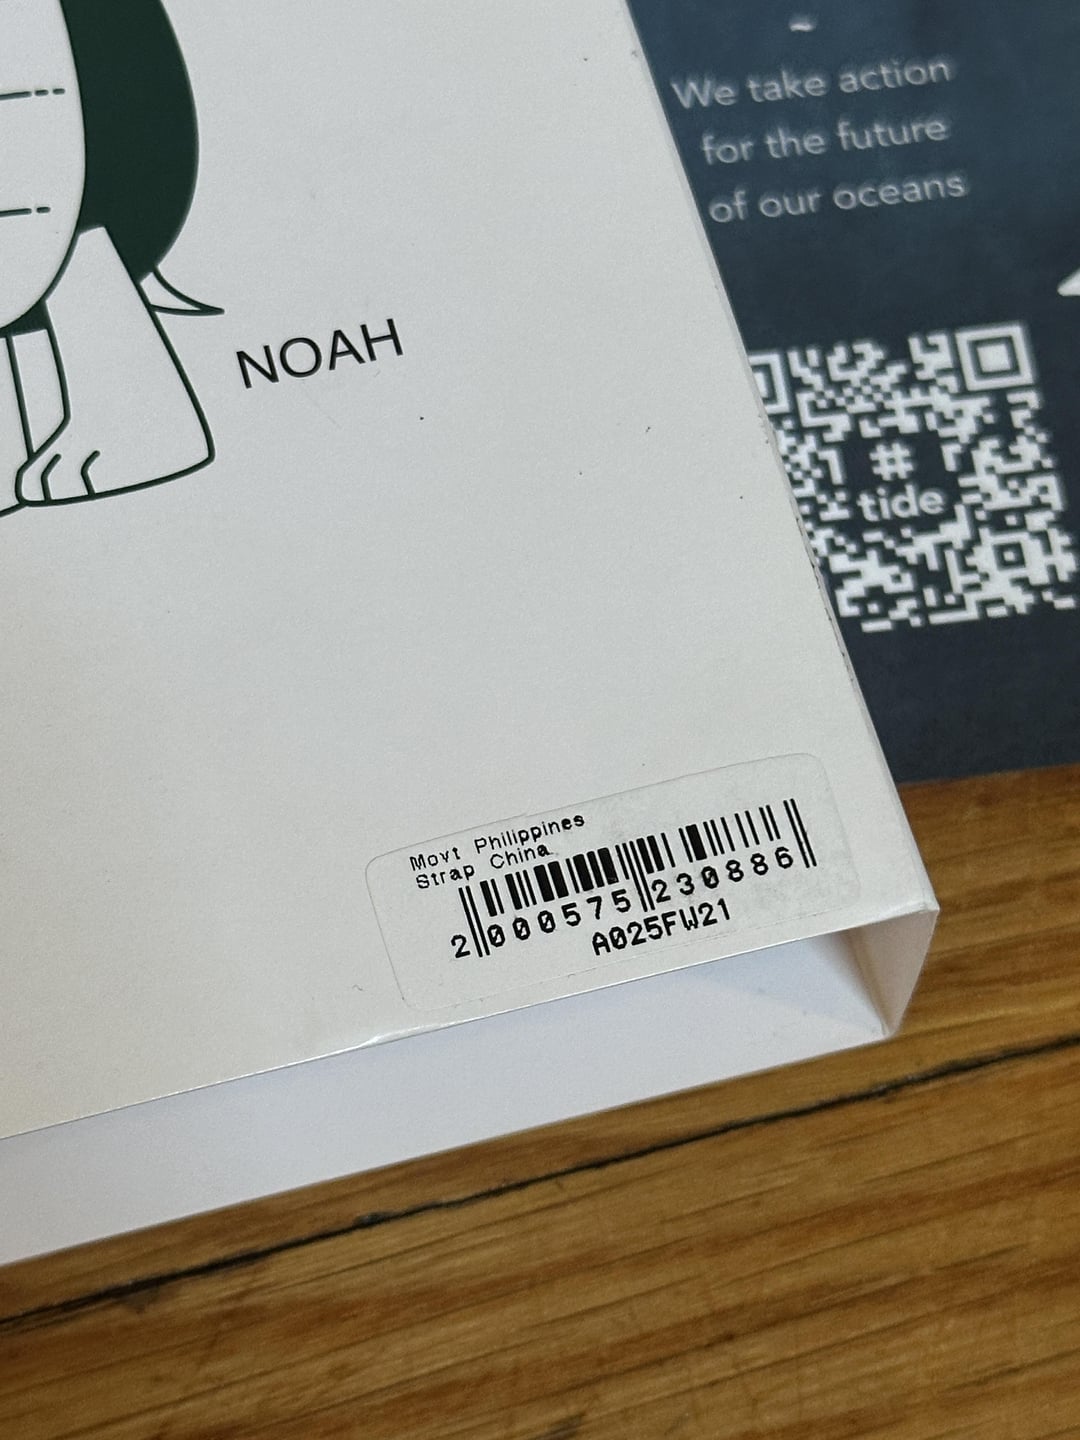 ~
We take action
for the future
of our oceans
NOAH
#
tide
Movt Philippines
Strap China
2 000575 230886
A025FW21